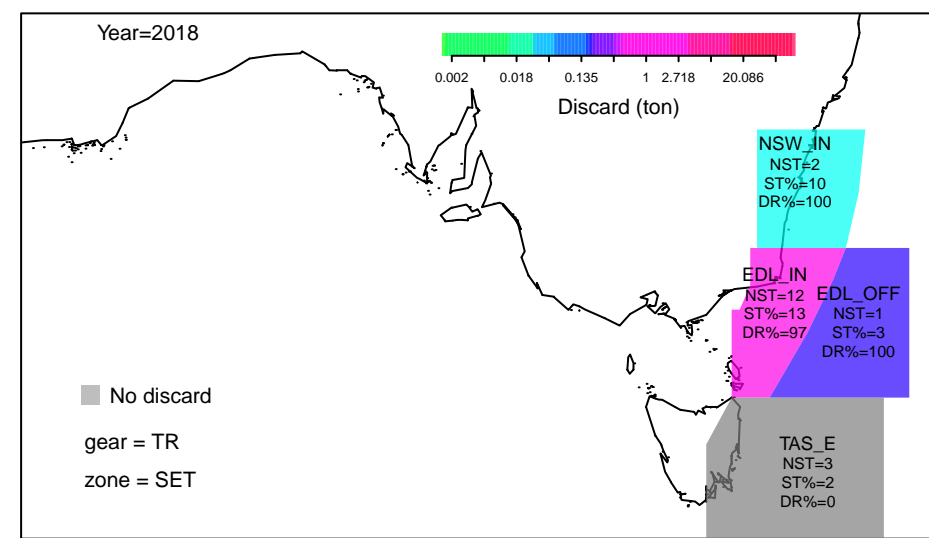 Year=2018
0.002 0.018 0.135 1 2.718 20.086
Discard (ton)
NSW_IN
NST=2
ST%=10
DR%=100
EDL_IN
NST=12
ST%=13
DR%=97
EDL_OFF
NST=1
ST%=3
DR%=100
No discard
gear = TR
zone = SET
TAS_E
NST=3
ST%=2
DR%=0